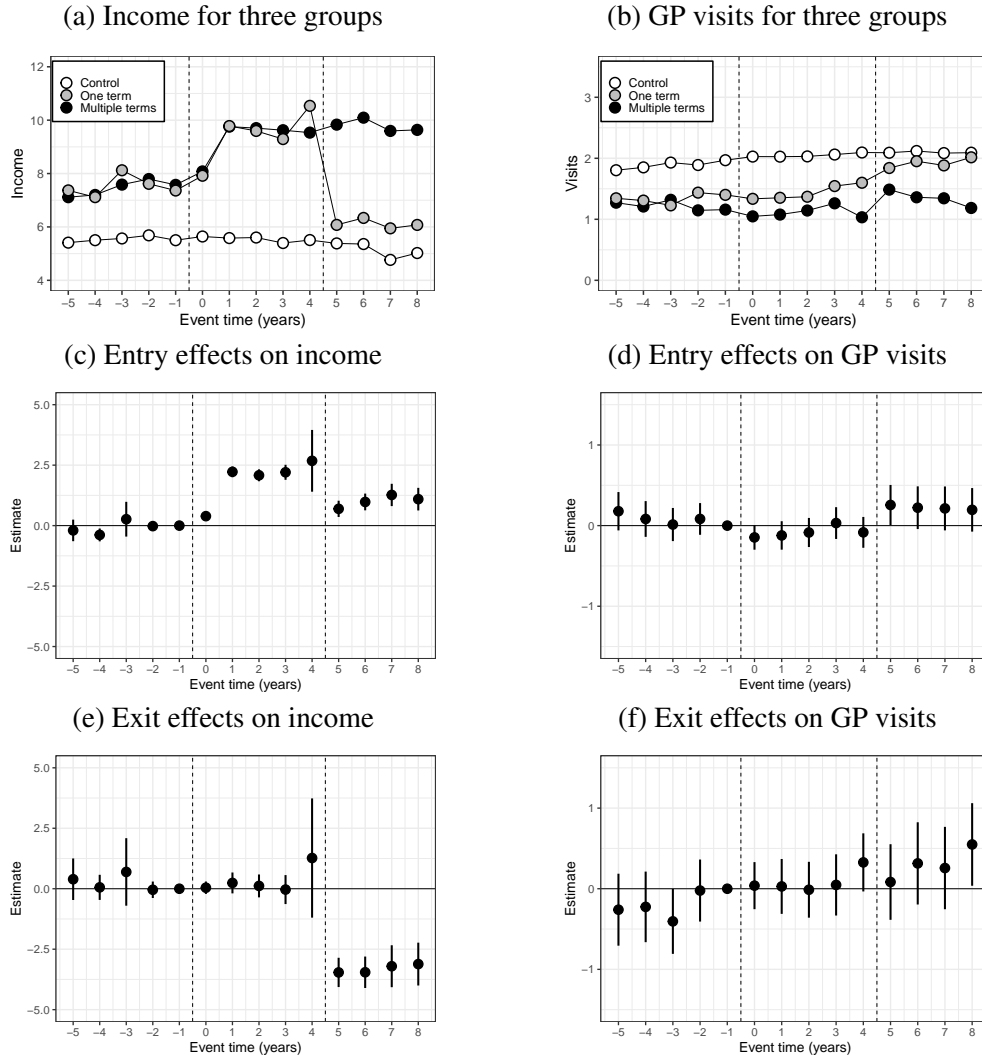 (a) Income for three groups
12
10
8
6
4
Income
Control
One term
Multiple terms
−5 −4 −3 −2 −1 0 1 2 3 4 5 6 7 8
Event time (years)
(b) GP visits for three groups
3
2
1
0
Visits
Control
One term
Multiple terms
−5 −4 −3 −2 −1 0 1 2 3 4 5 6 7 8
Event time (years)
(c) Entry effects on income
5.0
2.5
0.0
−2.5
−5.0
Estimate
−5 −4 −3 −2 −1 0 1 2 3 4 5 6 7 8
Event time (years)
(d) Entry effects on GP visits
1
0
−1
Estimate
−5 −4 −3 −2 −1 0 1 2 3 4 5 6 7 8
Event time (years)
(e) Exit effects on income
5.0
2.5
0.0
−2.5
−5.0
Estimate
−5 −4 −3 −2 −1 0 1 2 3 4 5 6 7 8
Event time (years)
(f) Exit effects on GP visits
1
0
−1
Estimate
−5 −4 −3 −2 −1 0 1 2 3 4 5 6 7 8
Event time (years)